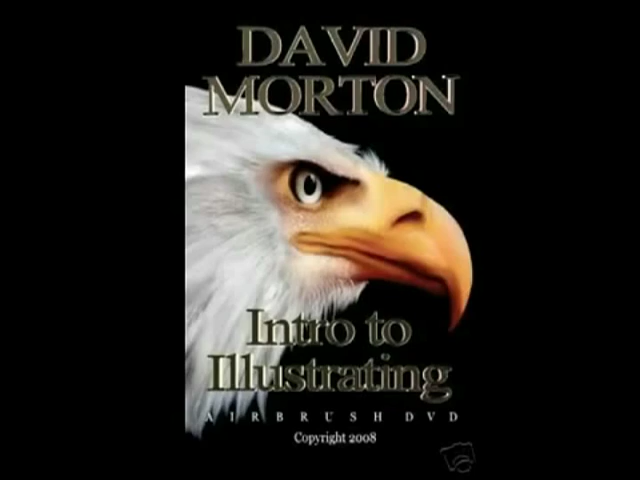 DAVID
MORTON
Intro to
Illustrating
AIRBRUSH DVD
Copyright 2008